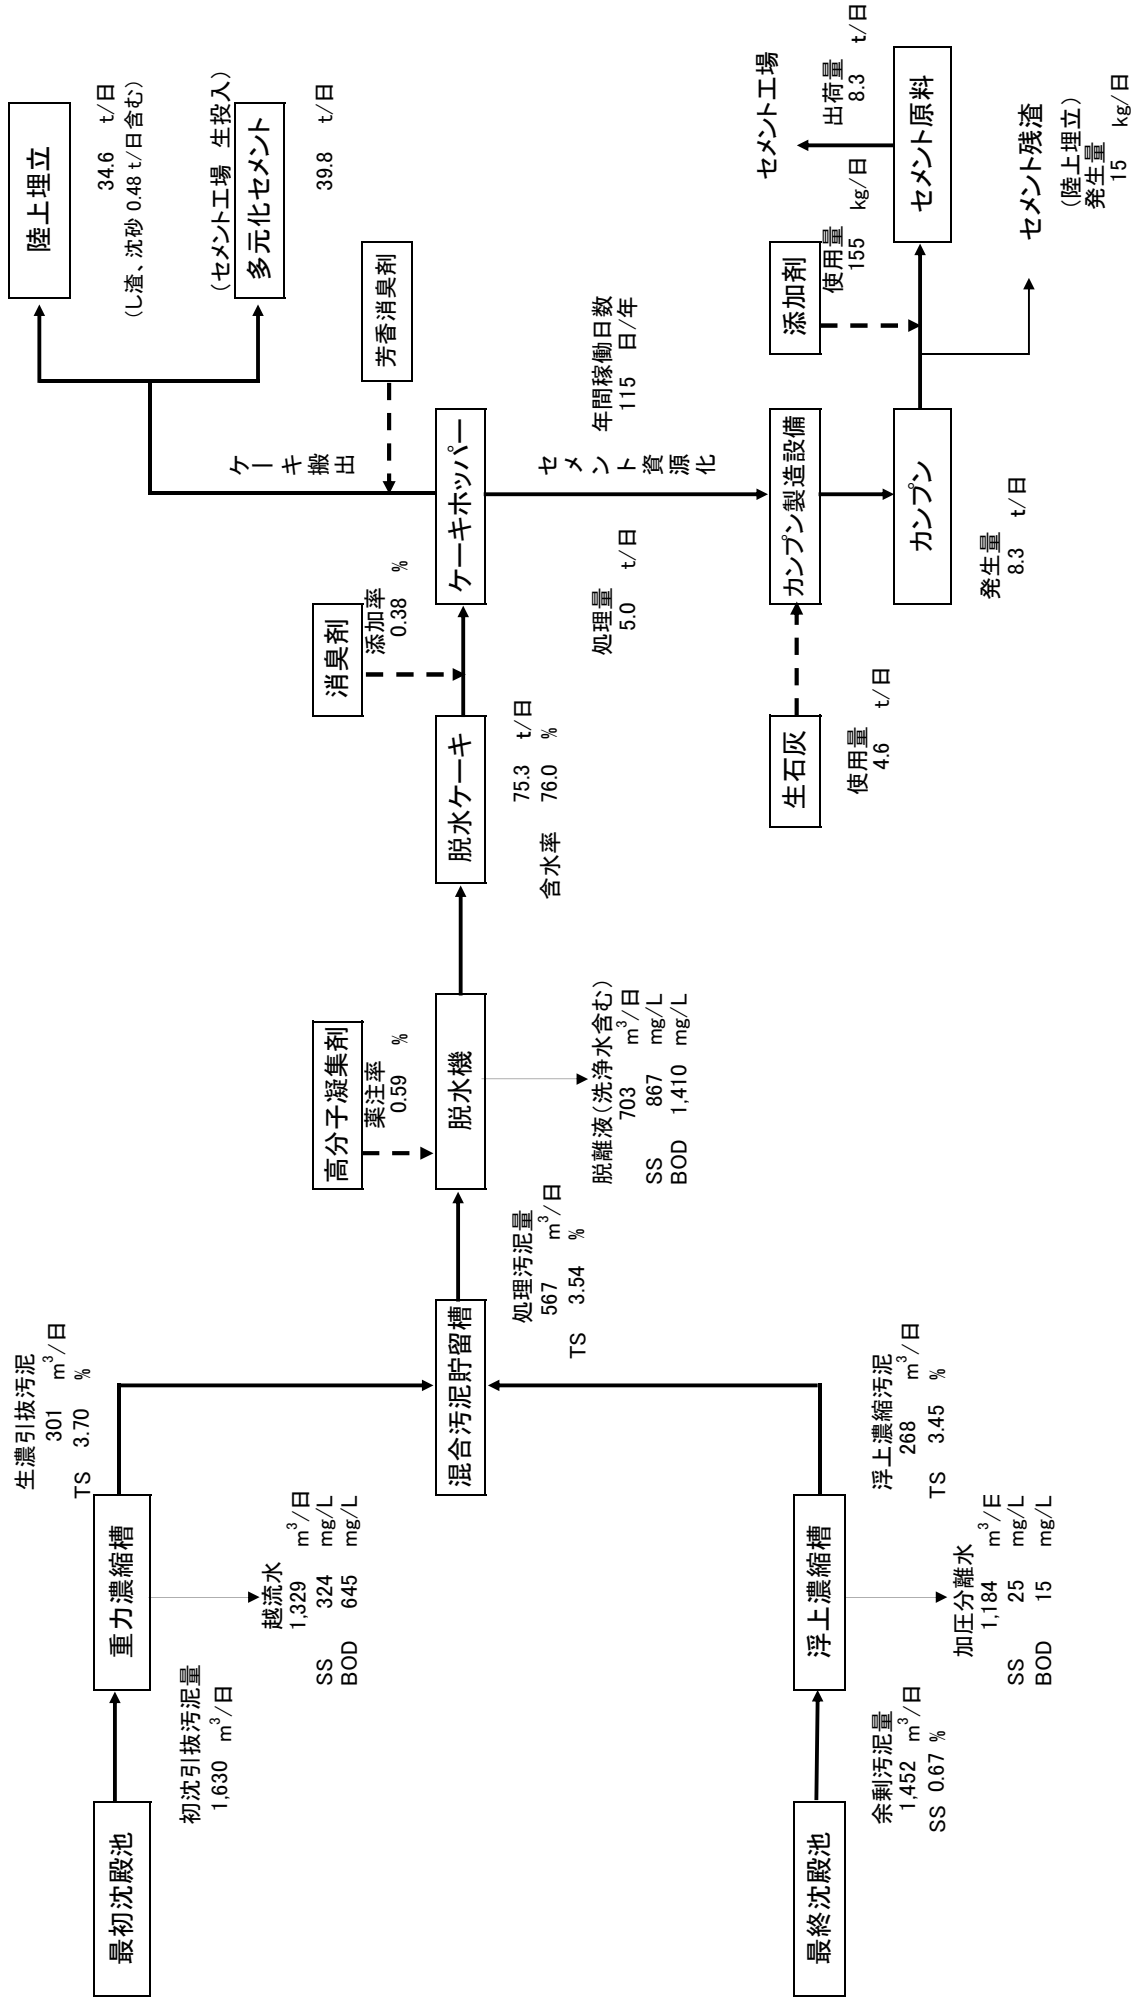 最初沈殿池
初沈引抜汚泥量
1,630 m³/日
重力濃縮槽
越流水
1,329 m³/日
SS 324 mg/L
BOD 645 mg/L
生濃引抜汚泥
301 m³/日
TS 3.70 %
最終沈殿池
余剰汚泥量
1,452 m³/日
SS 0.67 %
浮上濃縮槽
加圧分離水
1,184 m³/日
SS 25 mg/L
BOD 15 mg/L
浮上濃縮汚泥
268 m³/日
TS 3.45 %
混合汚泥貯留槽
処理汚泥量
567 m³/日
TS 3.54 %
高分子凝集剤
薬注率
0.59 %
脱水機
脱離液(洗浄水含む)
703 m³/日
SS 867 mg/L
BOD 1,410 mg/L
脱水ケーキ
75.3 t/日
含水率 76.0 %
消臭剤
添加率
0.38 %
ケーキホッパー
ケーキ搬出
芳香消臭剤
陸上埋立
34.6 t/日
(し渣、沈砂 0.48 t/日含む)
(セメント工場 生投入)
多元化セメント
39.8 t/日
セメント資源化
処理量
5.0 t/日
年間稼働日数
115 日/年
生石灰
使用量
4.6 t/日
カンプン製造設備
カンプン
発生量
8.3 t/日
添加剤
使用量
155 kg/日
セメント原料
セメント工場
出荷量
8.3 t/日
セメント残渣
(陸上埋立)
発生量
15 kg/日